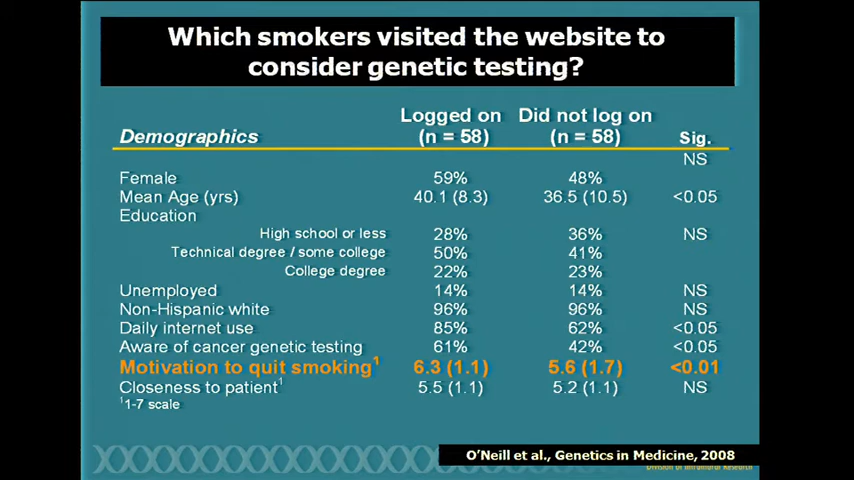 Which smokers visited the website to
consider genetic testing?
Logged on Did not log on
Demographics (n = 58) (n = 58) Sig.
NS
Female 59% 48%
Mean Age (yrs) 40.1 (8.3) 36.5 (10.5) <0.05
Education
High school or less 28% 36% NS
Technical degree / some college 50% 41%
College degree 22% 23%
Unemployed 14% 14% NS
Non-Hispanic white 96% 96% NS
Daily internet use 85% 62% <0.05
Aware of cancer genetic testing 61% 42% <0.05
Motivation to quit smoking¹ 6.3 (1.1) 5.6 (1.7) <0.01
Closeness to patient¹ 5.5 (1.1) 5.2 (1.1) NS
¹1-7 scale
O'Neill et al., Genetics in Medicine, 2008
Division of Intramural Research